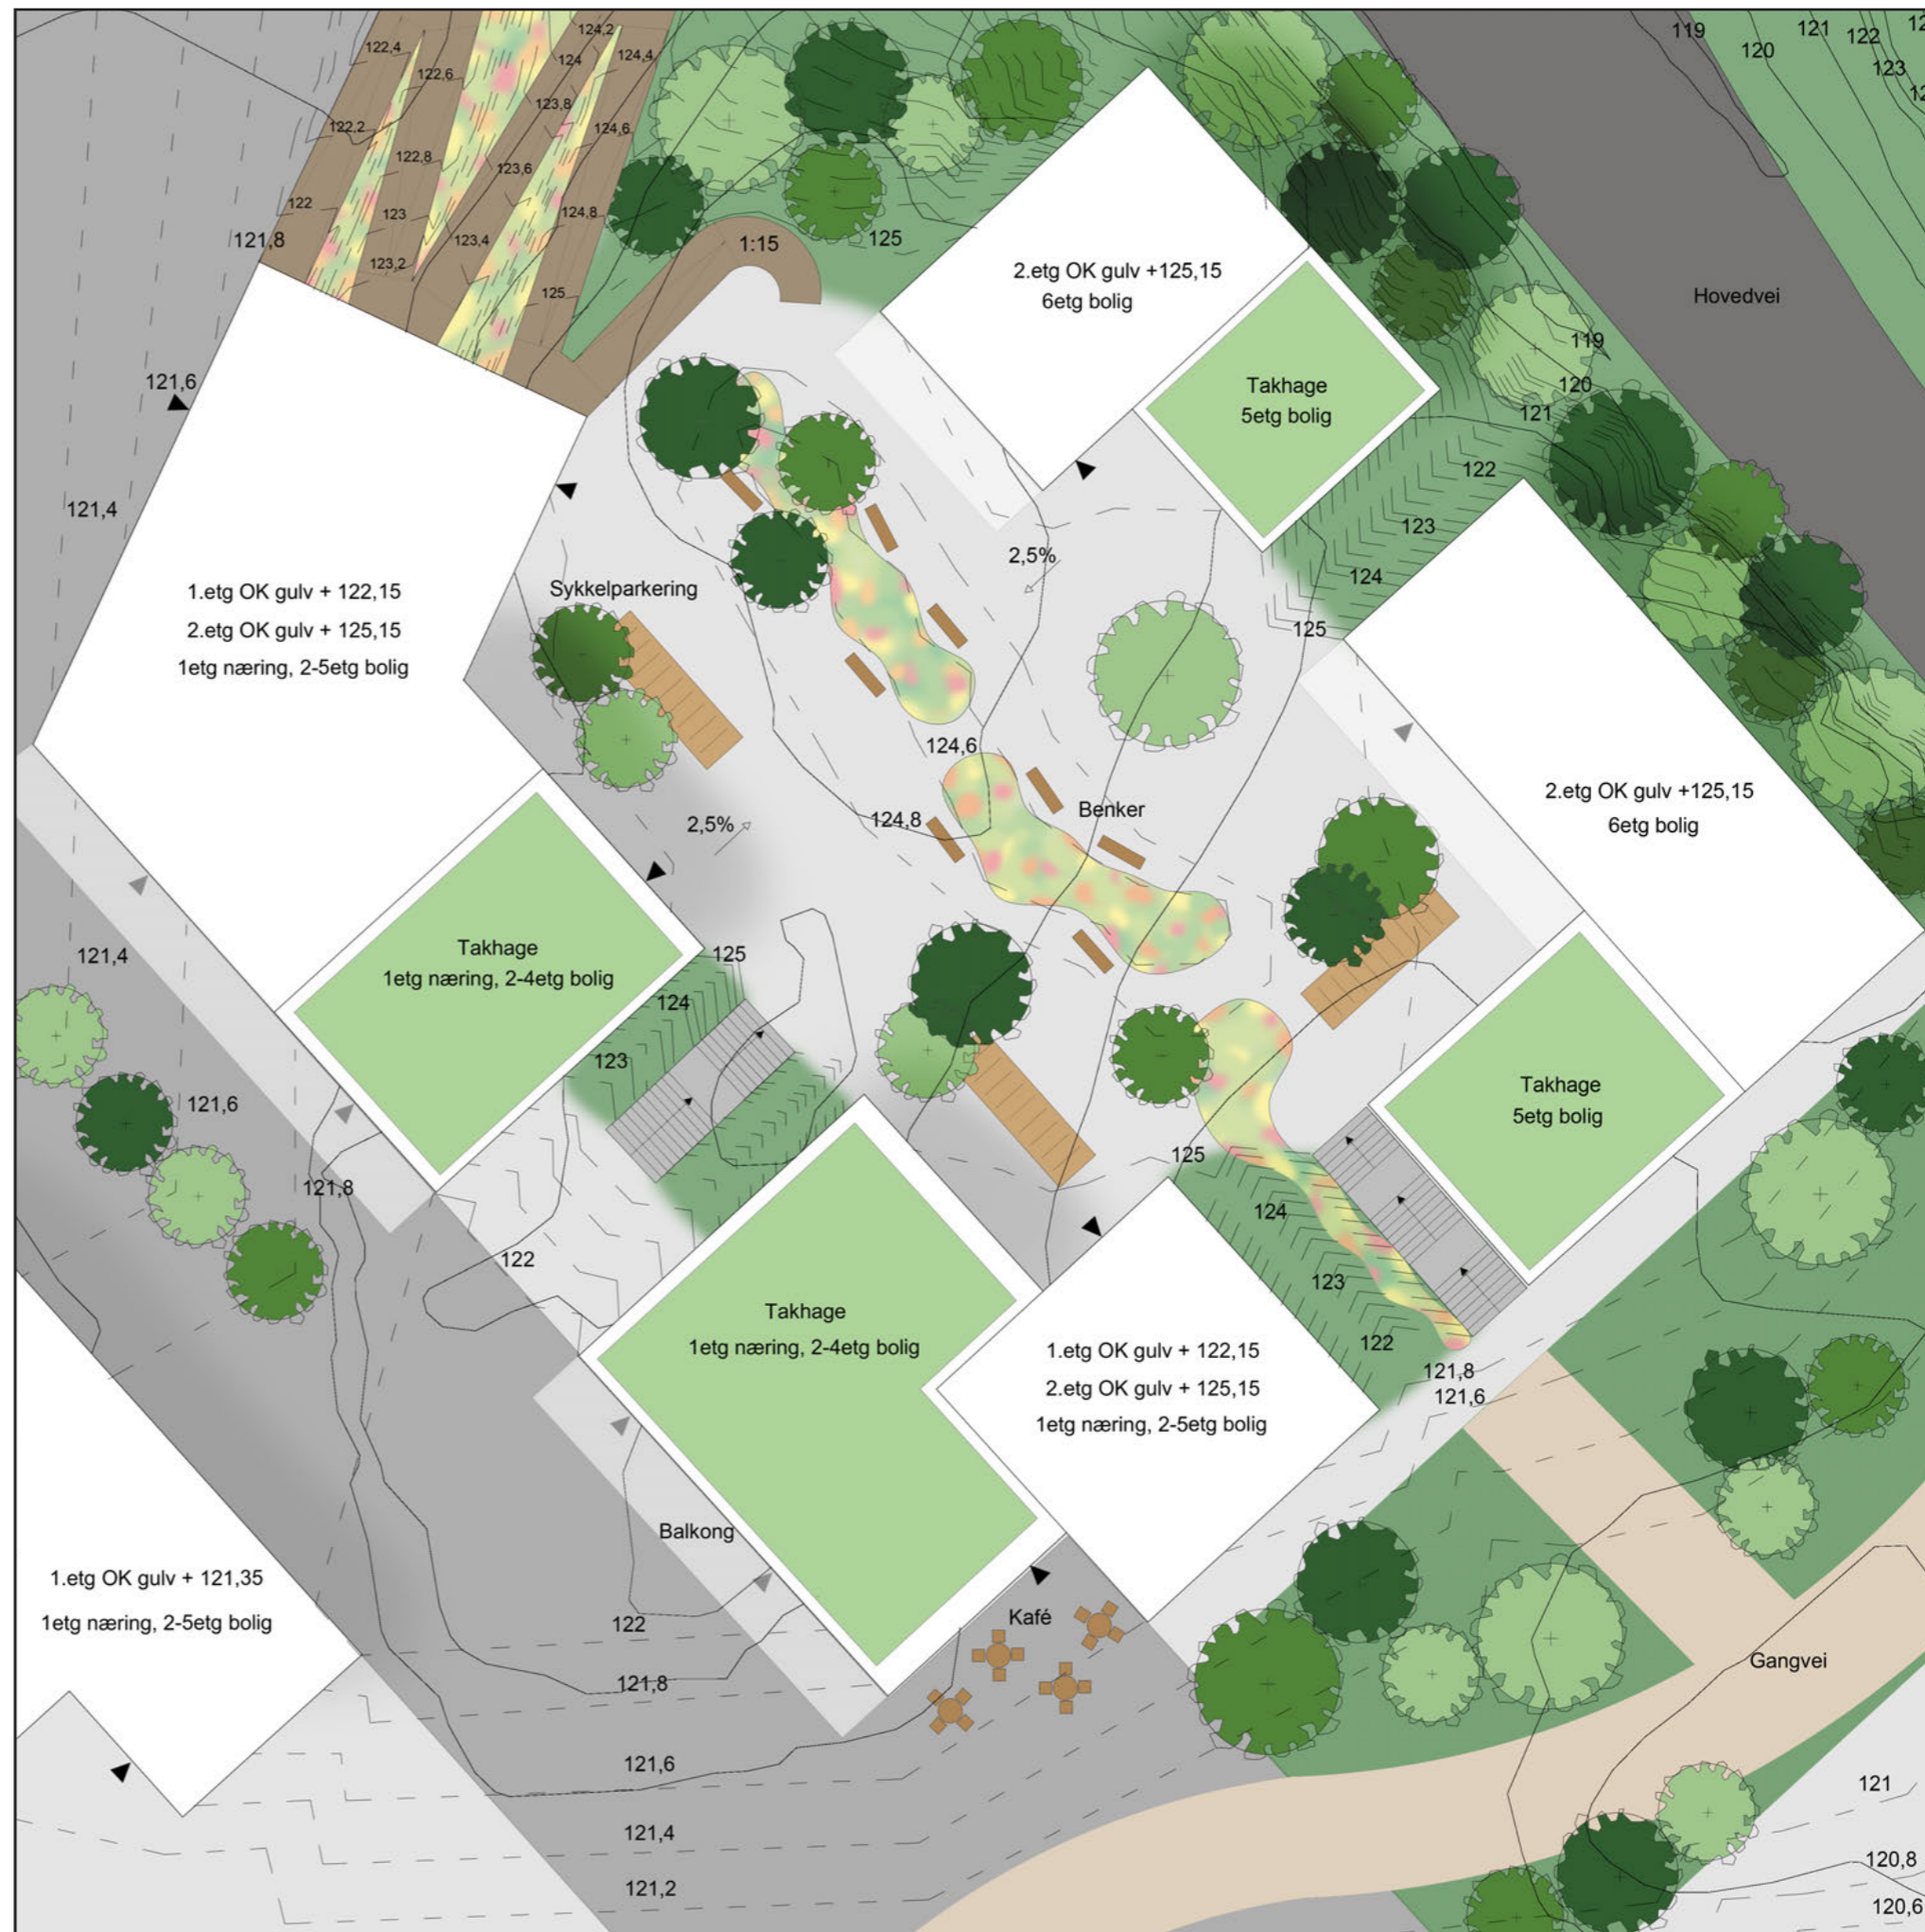 119
120
121
122
123
122,4
122,6
122,2
122,8
122
123
121,8
123,2
124,2
124
124,4
123,8
124,6
123,6
124,8
123,4
125
1:15
125
2.etg OK gulv +125,15
6etg bolig
Hovedvei
119
120
121
122
123
124
125
Takhage
5etg bolig
121,6
121,4
1.etg OK gulv + 122,15
2.etg OK gulv + 125,15
1etg næring, 2-5etg bolig
Sykkelparkering
2,5%
124,6
124,8
2,5%
Benker
2.etg OK gulv +125,15
6etg bolig
Takhage
1etg næring, 2-4etg bolig
125
124
123
121,4
121,6
121,8
122
Takhage
5etg bolig
125
124
123
122
121,8
121,6
Takhage
1etg næring, 2-4etg bolig
1.etg OK gulv + 122,15
2.etg OK gulv + 125,15
1etg næring, 2-5etg bolig
Balkong
1.etg OK gulv + 121,35
1etg næring, 2-5etg bolig
Kafé
122
121,8
121,6
121,4
121,2
Gangvei
121
120,8
120,6